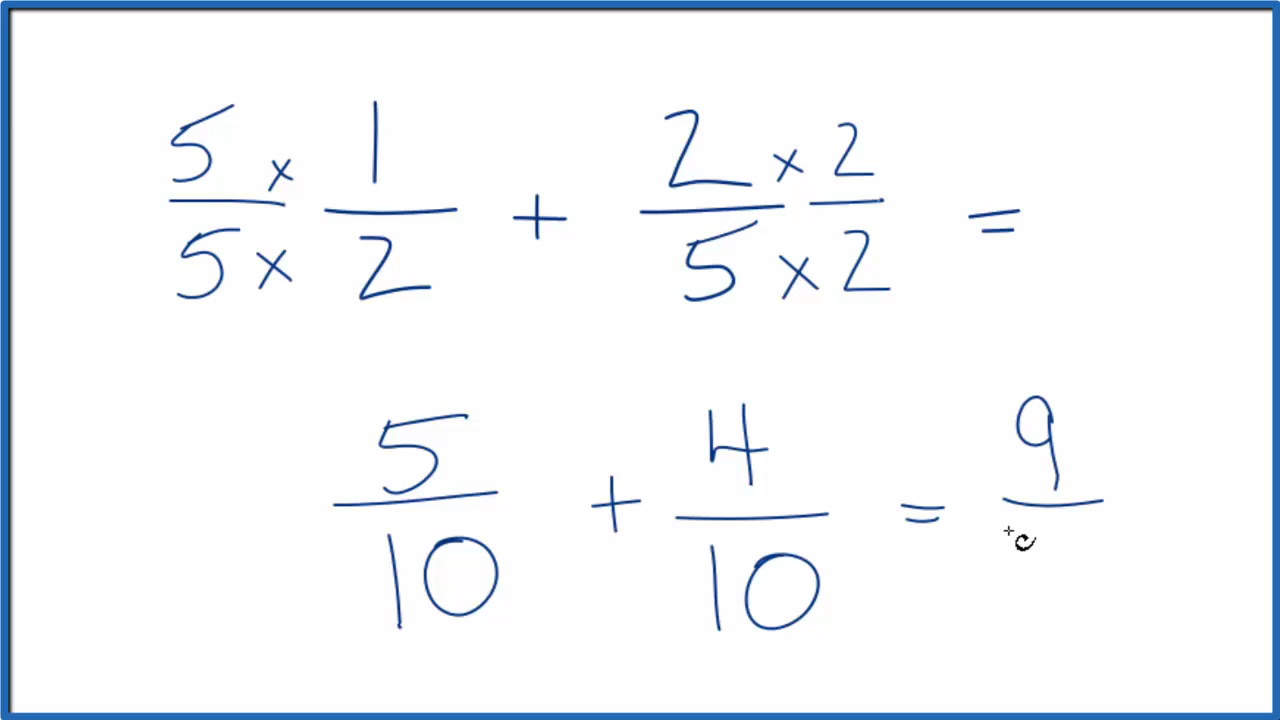 5/5 × 1/2 + 2/5 × 2/2 =
5/10 + 4/10 = 9/